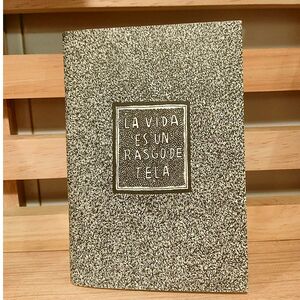 LA VIDA
ES UN
RASGO DE
TELA